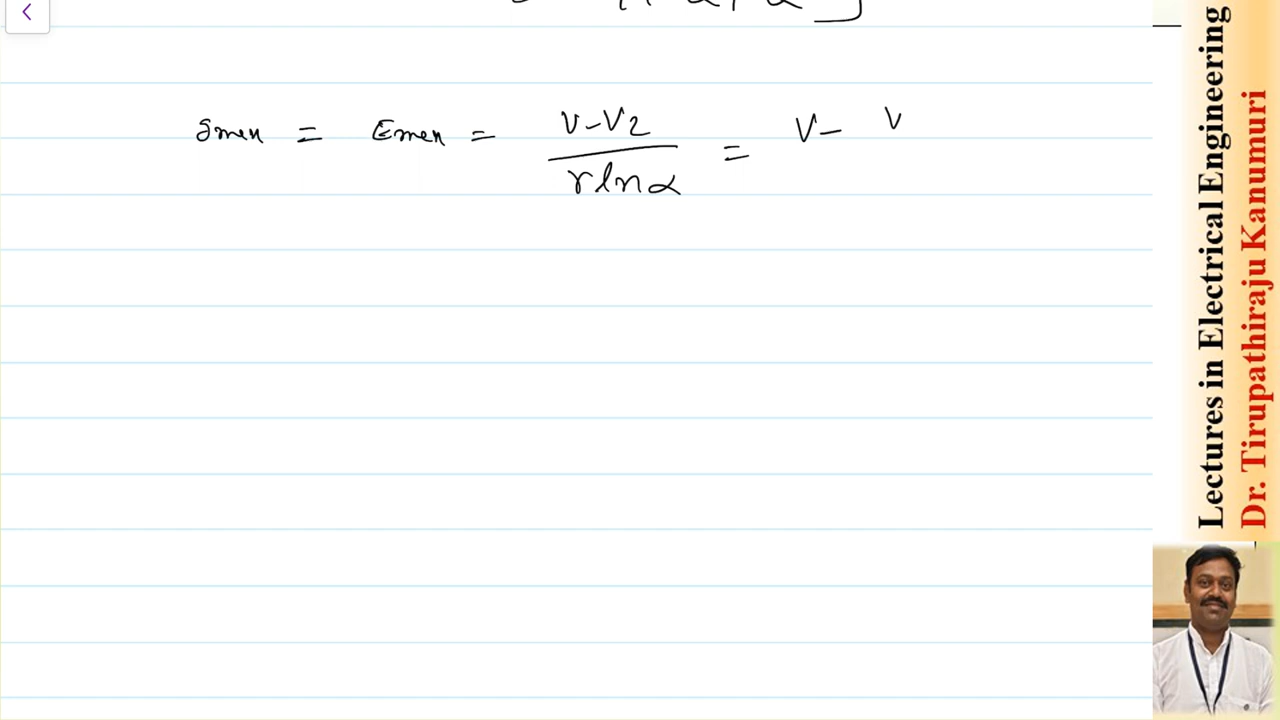 gmax = Emax = V-V2 / r ln α = V- V
Lectures in Electrical Engineering
Dr. Tirupathiraju Kanumuri